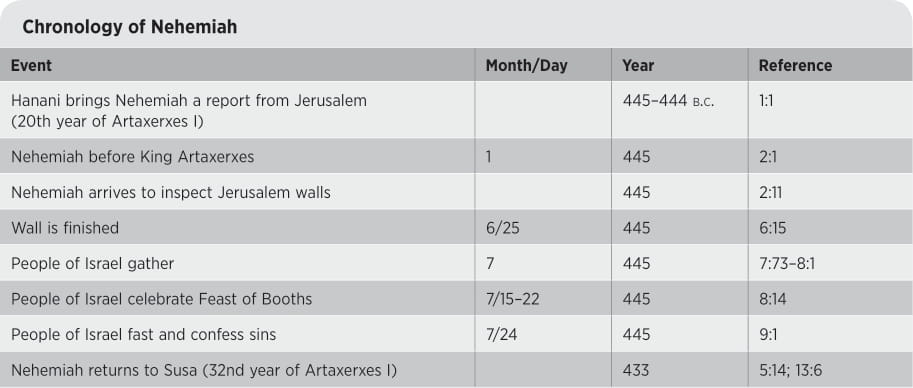 Chronology of Nehemiah
Event Month/Day Year Reference
Hanani brings Nehemiah a report from Jerusalem 445–444 B.C. 1:1
(20th year of Artaxerxes I)
Nehemiah before King Artaxerxes 1 445 2:1
Nehemiah arrives to inspect Jerusalem walls 445 2:11
Wall is finished 6/25 445 6:15
People of Israel gather 7 445 7:73–8:1
People of Israel celebrate Feast of Booths 7/15–22 445 8:14
People of Israel fast and confess sins 7/24 445 9:1
Nehemiah returns to Susa (32nd year of Artaxerxes I) 433 5:14; 13:6